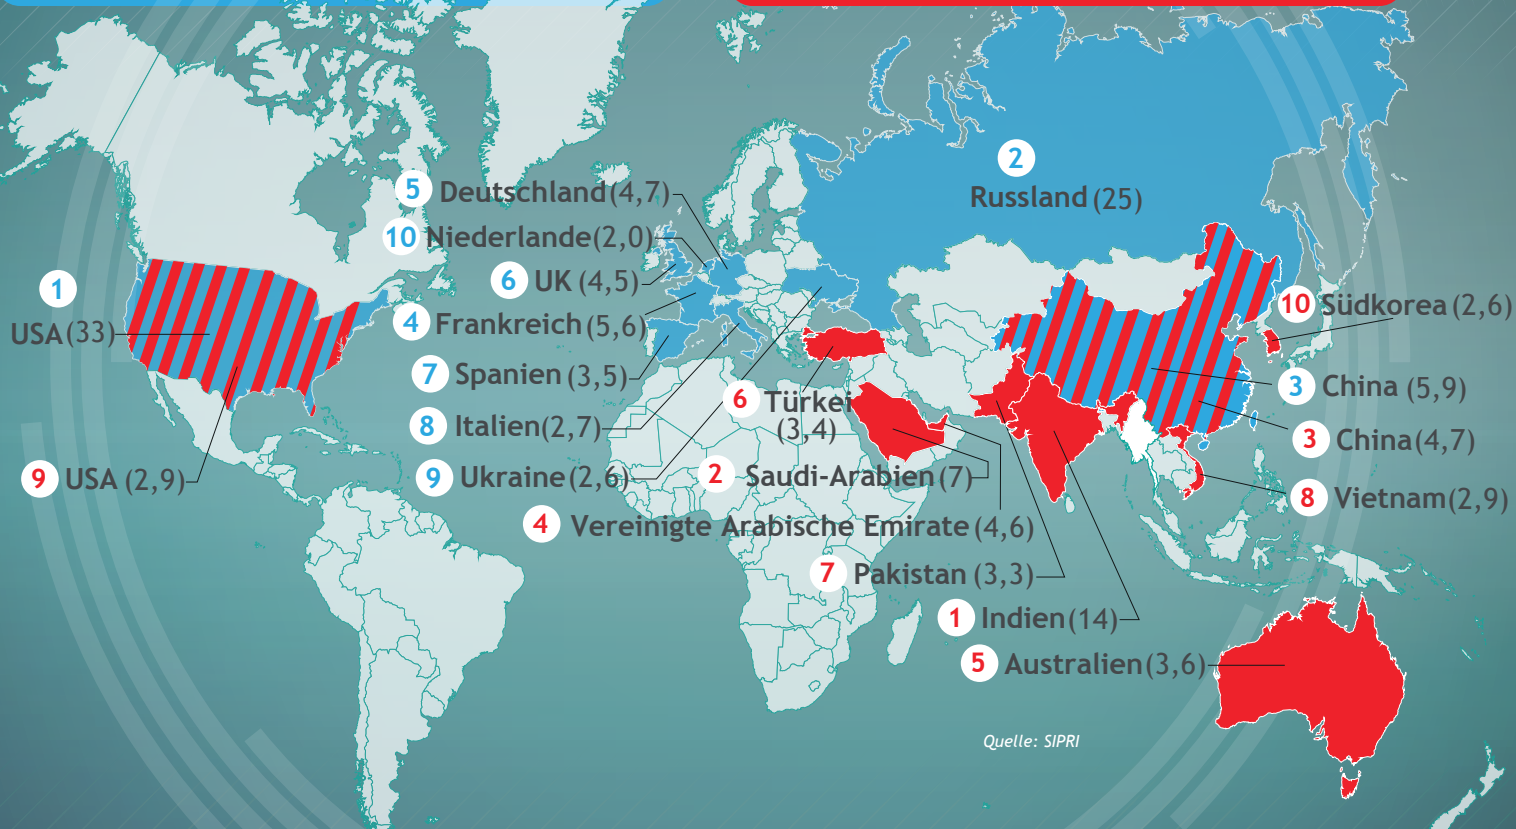 2
Russland (25)
5 Deutschland (4,7)
10 Niederlande (2,0)
6 UK (4,5)
4 Frankreich (5,6)
7 Spanien (3,5)
8 Italien (2,7)
9 Ukraine (2,6)
1
USA (33)
9 USA (2,9)
6 Türkei
(3,4)
2 Saudi-Arabien (7)
4 Vereinigte Arabische Emirate (4,6)
7 Pakistan (3,3)
1 Indien (14)
5 Australien (3,6)
10 Südkorea (2,6)
3 China (5,9)
3 China (4,7)
8 Vietnam (2,9)
Quelle: SIPRI